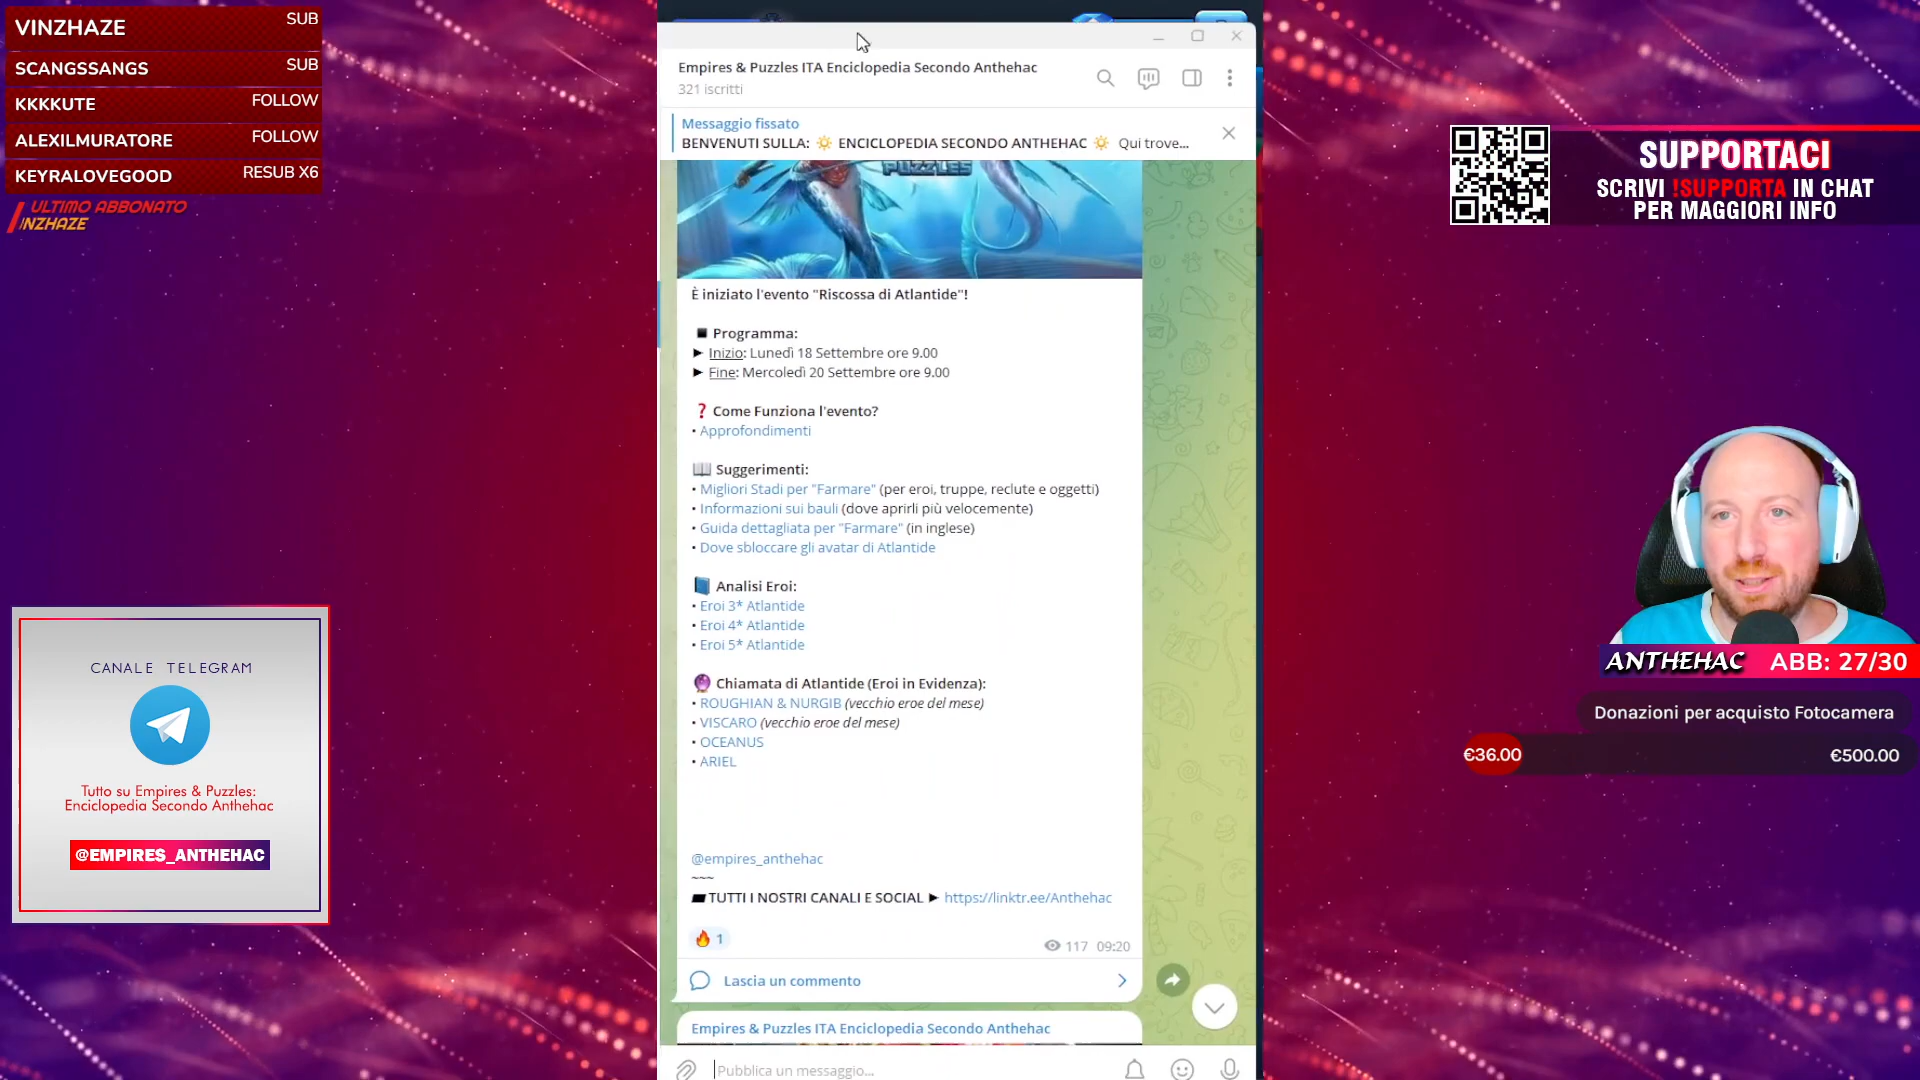 VINZHAZE SUB
SCANGSSANGS SUB
KKKKUTE FOLLOW
ALEXILMURATORE FOLLOW
KEYRALOVEGOOD RESUB X6
ULTIMO ABBONATO
INZHAZE
CANALE TELEGRAM
Tutto su Empires & Puzzles:
Enciclopedia Secondo Anthehac
@EMPIRES_ANTHEHAC
Empires & Puzzles ITA Enciclopedia Secondo Anthehac
321 iscritti
Messaggio fissato
BENVENUTI SULLA: ☀️ ENCICLOPEDIA SECONDO ANTHEHAC ☀️ Qui trove...
PUZZLES
È iniziato l'evento "Riscossa di Atlantide"!
◾ Programma:
► Inizio: Lunedì 18 Settembre ore 9.00
► Fine: Mercoledì 20 Settembre ore 9.00
❓ Come Funziona l'evento?
• Approfondimenti
📖 Suggerimenti:
• Migliori Stadi per "Farmare" (per eroi, truppe, reclute e oggetti)
• Informazioni sui bauli (dove aprirli più velocemente)
• Guida dettagliata per "Farmare" (in inglese)
• Dove sbloccare gli avatar di Atlantide
📘 Analisi Eroi:
• Eroi 3* Atlantide
• Eroi 4* Atlantide
• Eroi 5* Atlantide
🔮 Chiamata di Atlantide (Eroi in Evidenza):
• ROUGHIAN & NURGIB (vecchio eroe del mese)
• VISCARO (vecchio eroe del mese)
• OCEANUS
• ARIEL
@empires_anthehac
~~~
▰ TUTTI I NOSTRI CANALI E SOCIAL ► https://linktr.ee/Anthehac
🔥 1
117 09:20
Lascia un commento
Empires & Puzzles ITA Enciclopedia Secondo Anthehac
Pubblica un messaggio...
SUPPORTACI
SCRIVI !SUPPORTA IN CHAT
PER MAGGIORI INFO
ANTHEHAC ABB: 27/30
Donazioni per acquisto Fotocamera
€36.00 €500.00